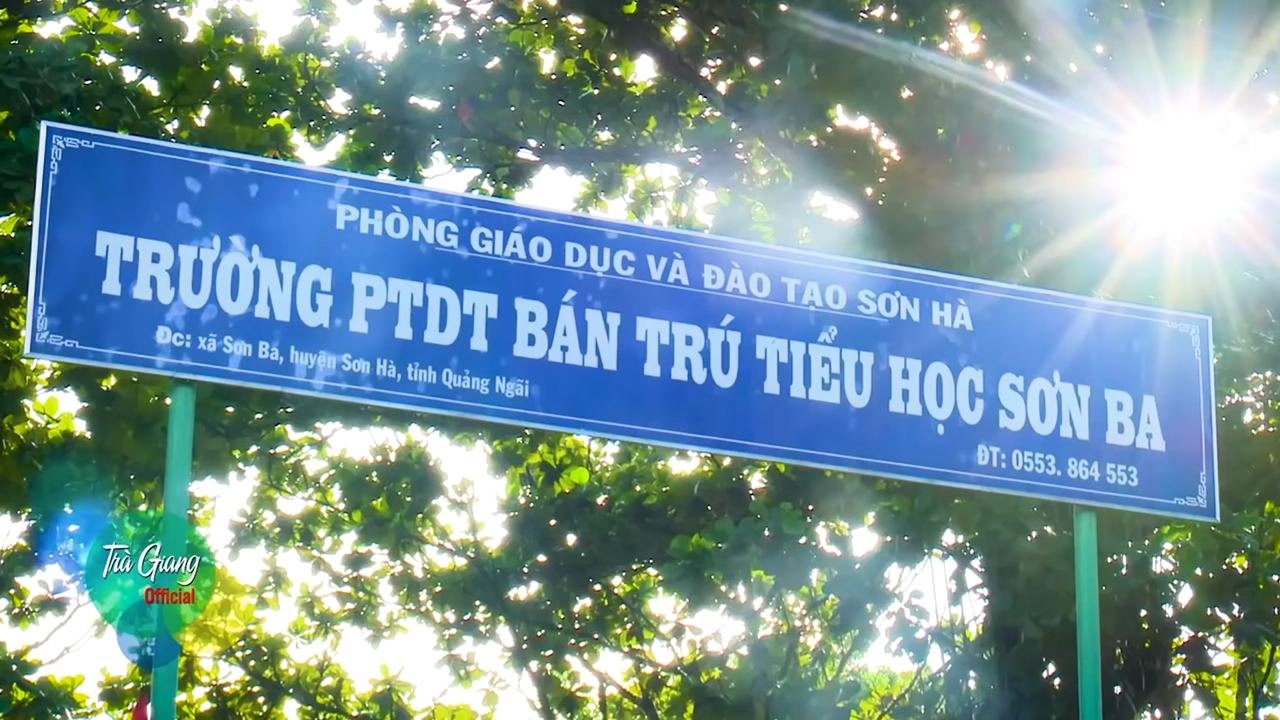 PHÒNG GIÁO DỤC VÀ ĐÀO TẠO SƠN HÀ
TRƯỜNG PTDT BÁN TRÚ TIỂU HỌC SƠN BA
Đc: xã Sơn Ba, huyện Sơn Hà, tỉnh Quảng Ngãi
ĐT: 0553. 864 553
Trà Giang
Official